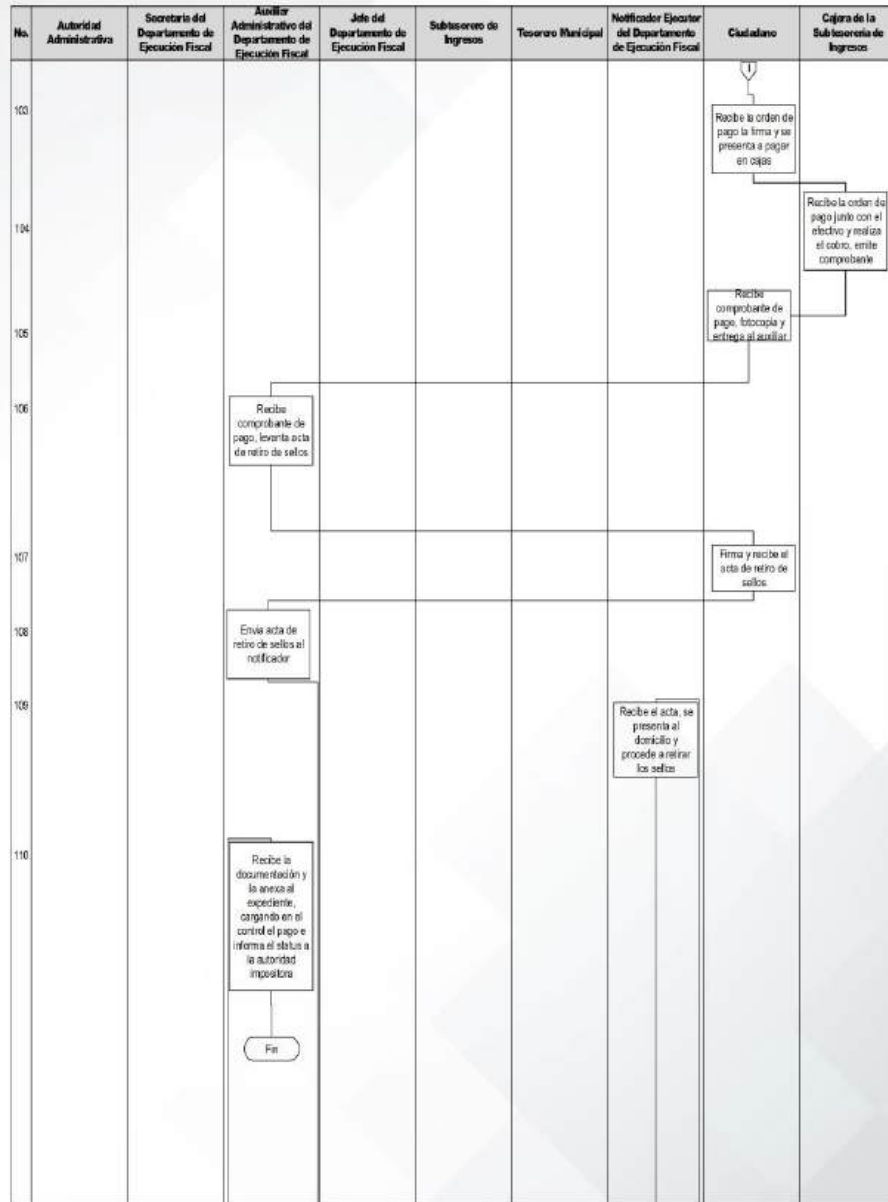 No.
Autoridad
Administrativa
Secretaria del
Departamento de
Ejecución Fiscal
Auxiliar
Administrativo del
Departamento de
Ejecución Fiscal
Jefe del
Departamento de
Ejecución Fiscal
Subtesorero de
Ingresos
Tesorero Municipal
Notificador Ejecutor
del Departamento
de Ejecución Fiscal
Ciudadano
Cajera de la
Subtesorería de
Ingresos
I
103
Recibe la orden de
pago la firma y se
presenta a pagar
en cajas
104
Recibe la orden de
pago junto con el
efectivo y realiza
el cobro, emite
comprobante
105
Recibe
comprobante de
pago, fotocopia y
entrega al auxiliar
106
Recibe
comprobante de
pago, levanta acta
de retiro de sellos
107
Firma y recibe el
acta de retiro de
sellos
108
Envía acta de
retiro de sellos al
notificador
109
Recibe el acta, se
presenta al
domicilio y
procede a retirar
los sellos
110
Recibe la
documentación y
la anexa al
expediente,
cargando en el
control el pago e
informa el status a
la autoridad
impositora
Fin